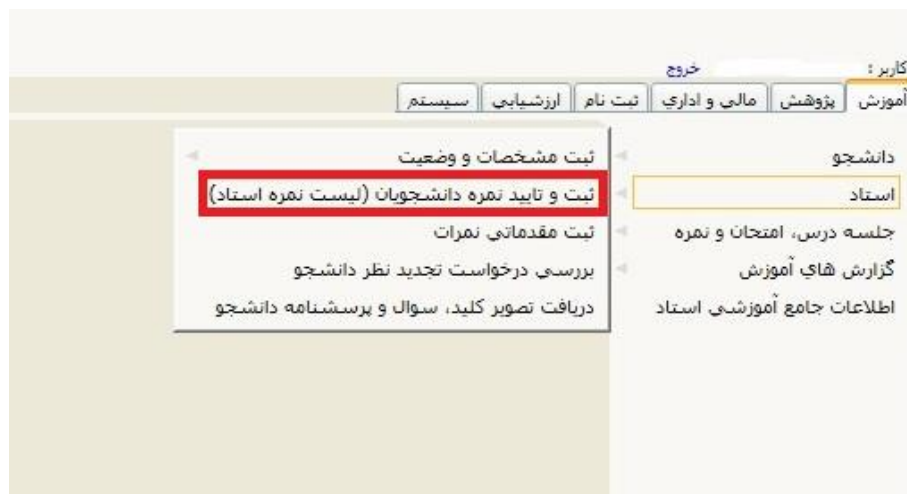 کاربر : خروج
آموزش پژوهش مالی و اداری ثبت نام ارزشیابی سیستم
دانشجو
استاد
جلسه درس، امتحان و نمره
گزارش هاي آموزش
اطلاعات جامع آموزشی استاد
ثبت مشخصات و وضعیت
ثبت و تایید نمره دانشجویان (لیست نمره استاد)
ثبت مقدماتی نمرات
بررسی درخواست تجدید نظر دانشجو
دریافت تصویر کلید، سوال و پرسشنامه دانشجو